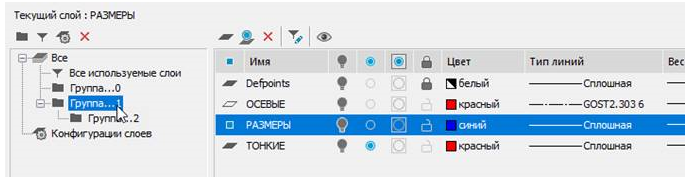 Текущий слой : РАЗМЕРЫ
Все
Все используемые слои
Группа...0
Группа...1
Группа...2
Конфигурации слоев
Имя Цвет Тип линий Вес
Defpoints белый Сплошная
ОСЕВЫЕ красный GOST2.303 6
РАЗМЕРЫ синий Сплошная
ТОНКИЕ красный Сплошная